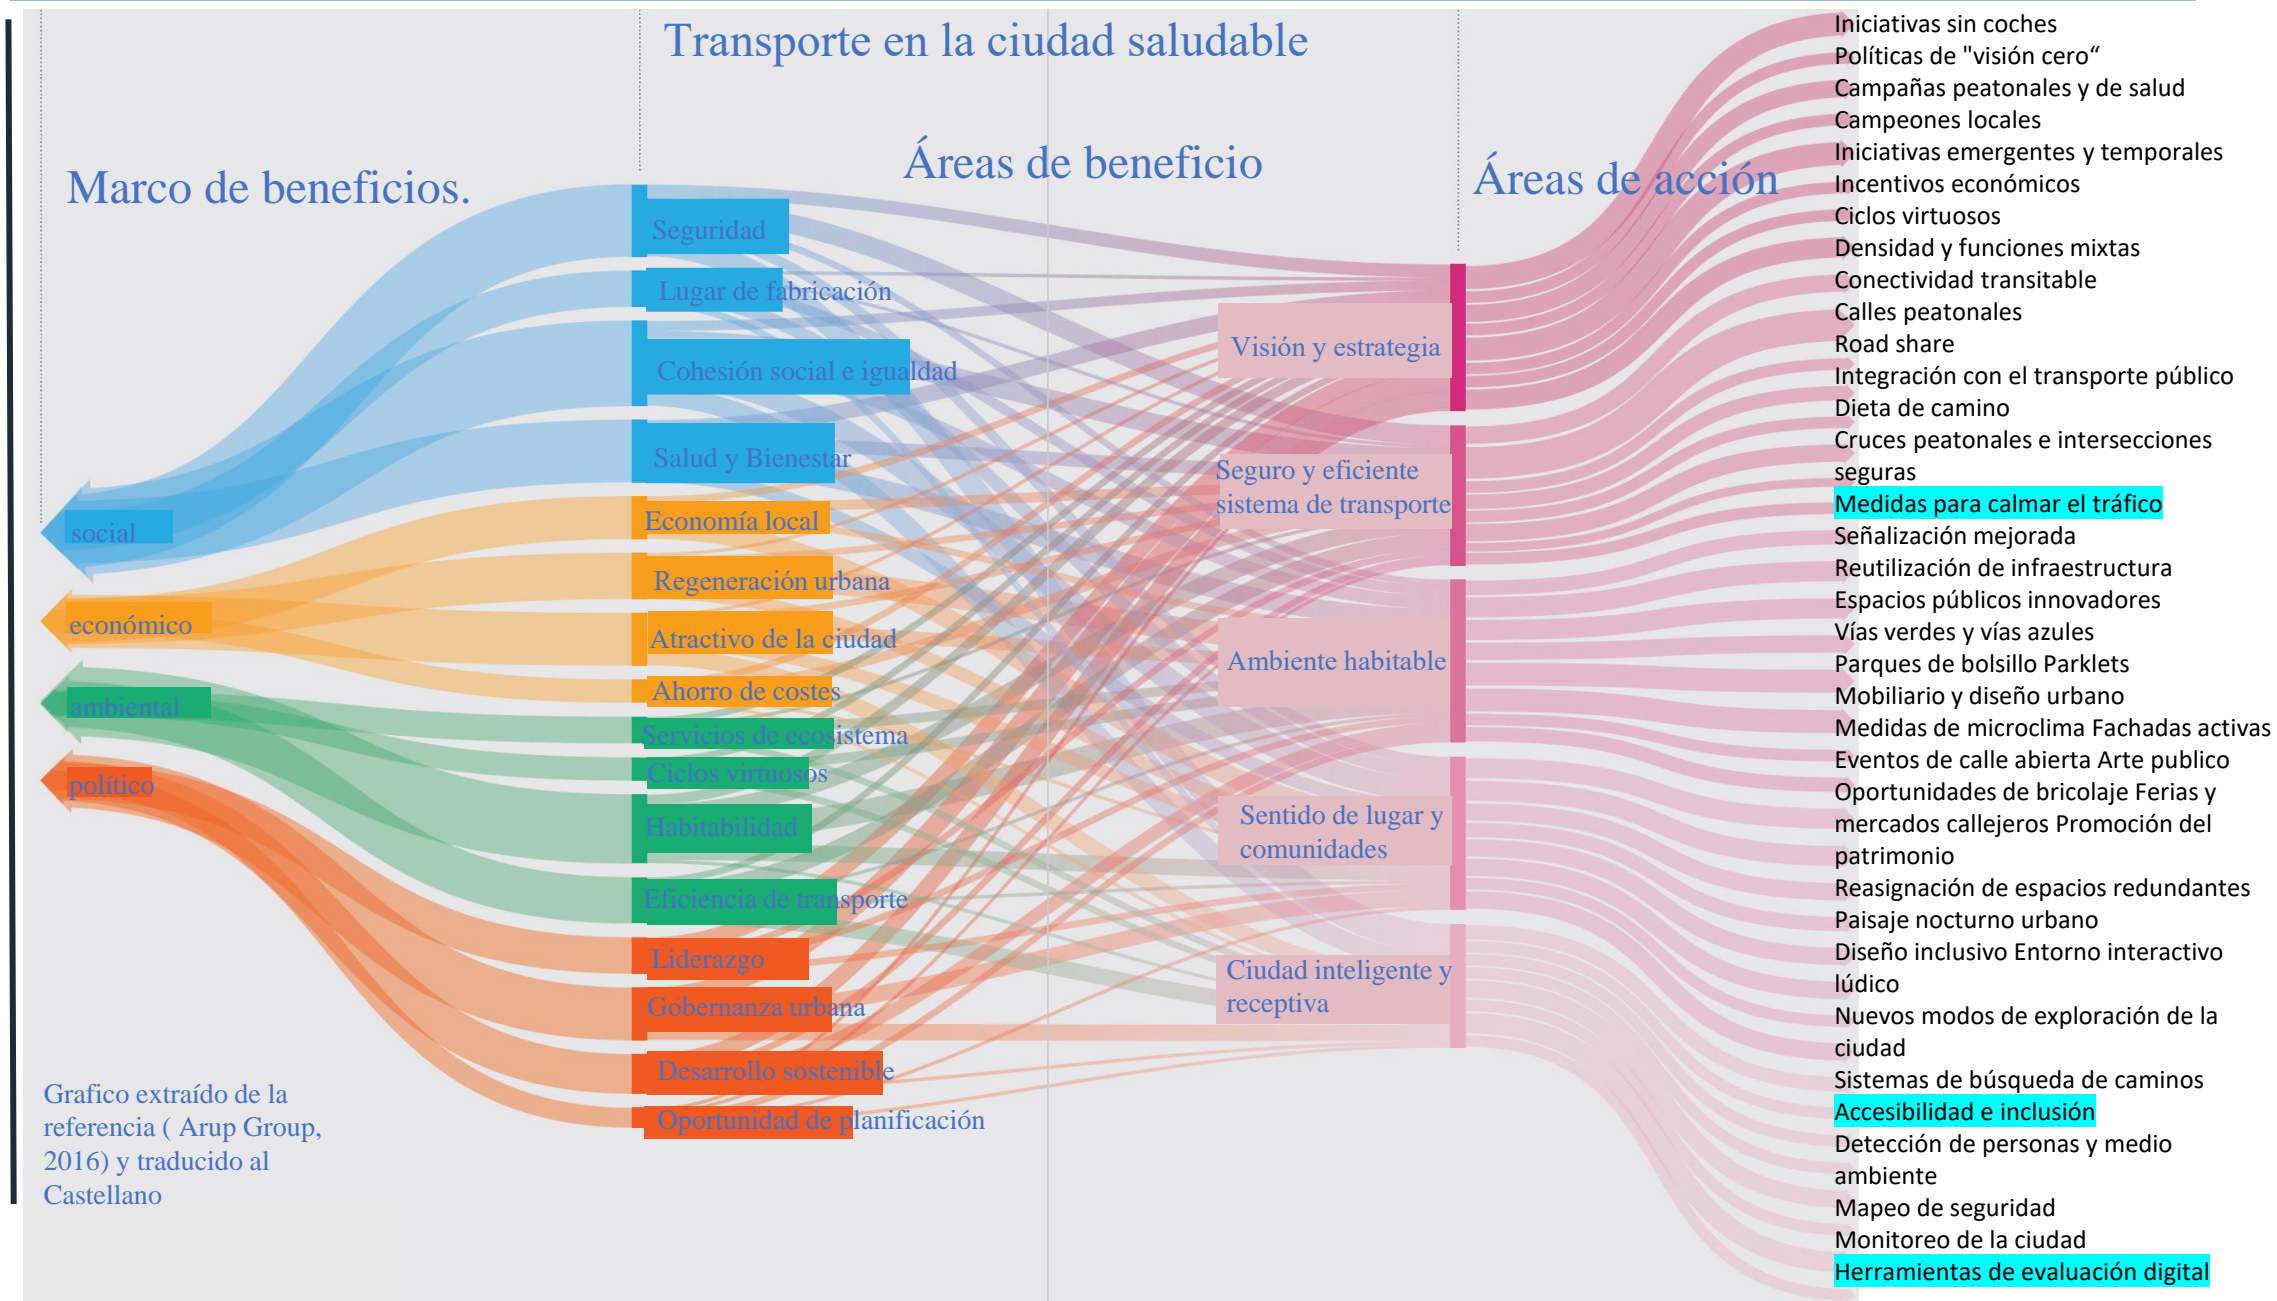 Transporte en la ciudad saludable
Marco de beneficios.
Áreas de beneficio
Áreas de acción
social
económico
ambiental
político
Seguridad
Lugar de fabricación
Cohesión social e igualdad
Salud y Bienestar
Economía local
Regeneración urbana
Atractivo de la ciudad
Ahorro de costes
Servicios de ecosistema
Ciclos virtuosos
Habitabilidad
Eficiencia de transporte
Liderazgo
Gobernanza urbana
Desarrollo sostenible
Oportunidad de planificación
Visión y estrategia
Seguro y eficiente
sistema de transporte
Ambiente habitable
Sentido de lugar y
comunidades
Ciudad inteligente y
receptiva
Iniciativas sin coches
Políticas de "visión cero“
Campañas peatonales y de salud
Campeones locales
Iniciativas emergentes y temporales
Incentivos económicos
Ciclos virtuosos
Densidad y funciones mixtas
Conectividad transitable
Calles peatonales
Road share
Integración con el transporte público
Dieta de camino
Cruces peatonales e intersecciones
seguras
Medidas para calmar el tráfico
Señalización mejorada
Reutilización de infraestructura
Espacios públicos innovadores
Vías verdes y vías azules
Parques de bolsillo Parklets
Mobiliario y diseño urbano
Medidas de microclima Fachadas activas
Eventos de calle abierta Arte publico
Oportunidades de bricolaje Ferias y
mercados callejeros Promoción del
patrimonio
Reasignación de espacios redundantes
Paisaje nocturno urbano
Diseño inclusivo Entorno interactivo
lúdico
Nuevos modos de exploración de la
ciudad
Sistemas de búsqueda de caminos
Accesibilidad e inclusión
Detección de personas y medio
ambiente
Mapeo de seguridad
Monitoreo de la ciudad
Herramientas de evaluación digital
Grafico extraído de la
referencia ( Arup Group,
2016) y traducido al
Castellano